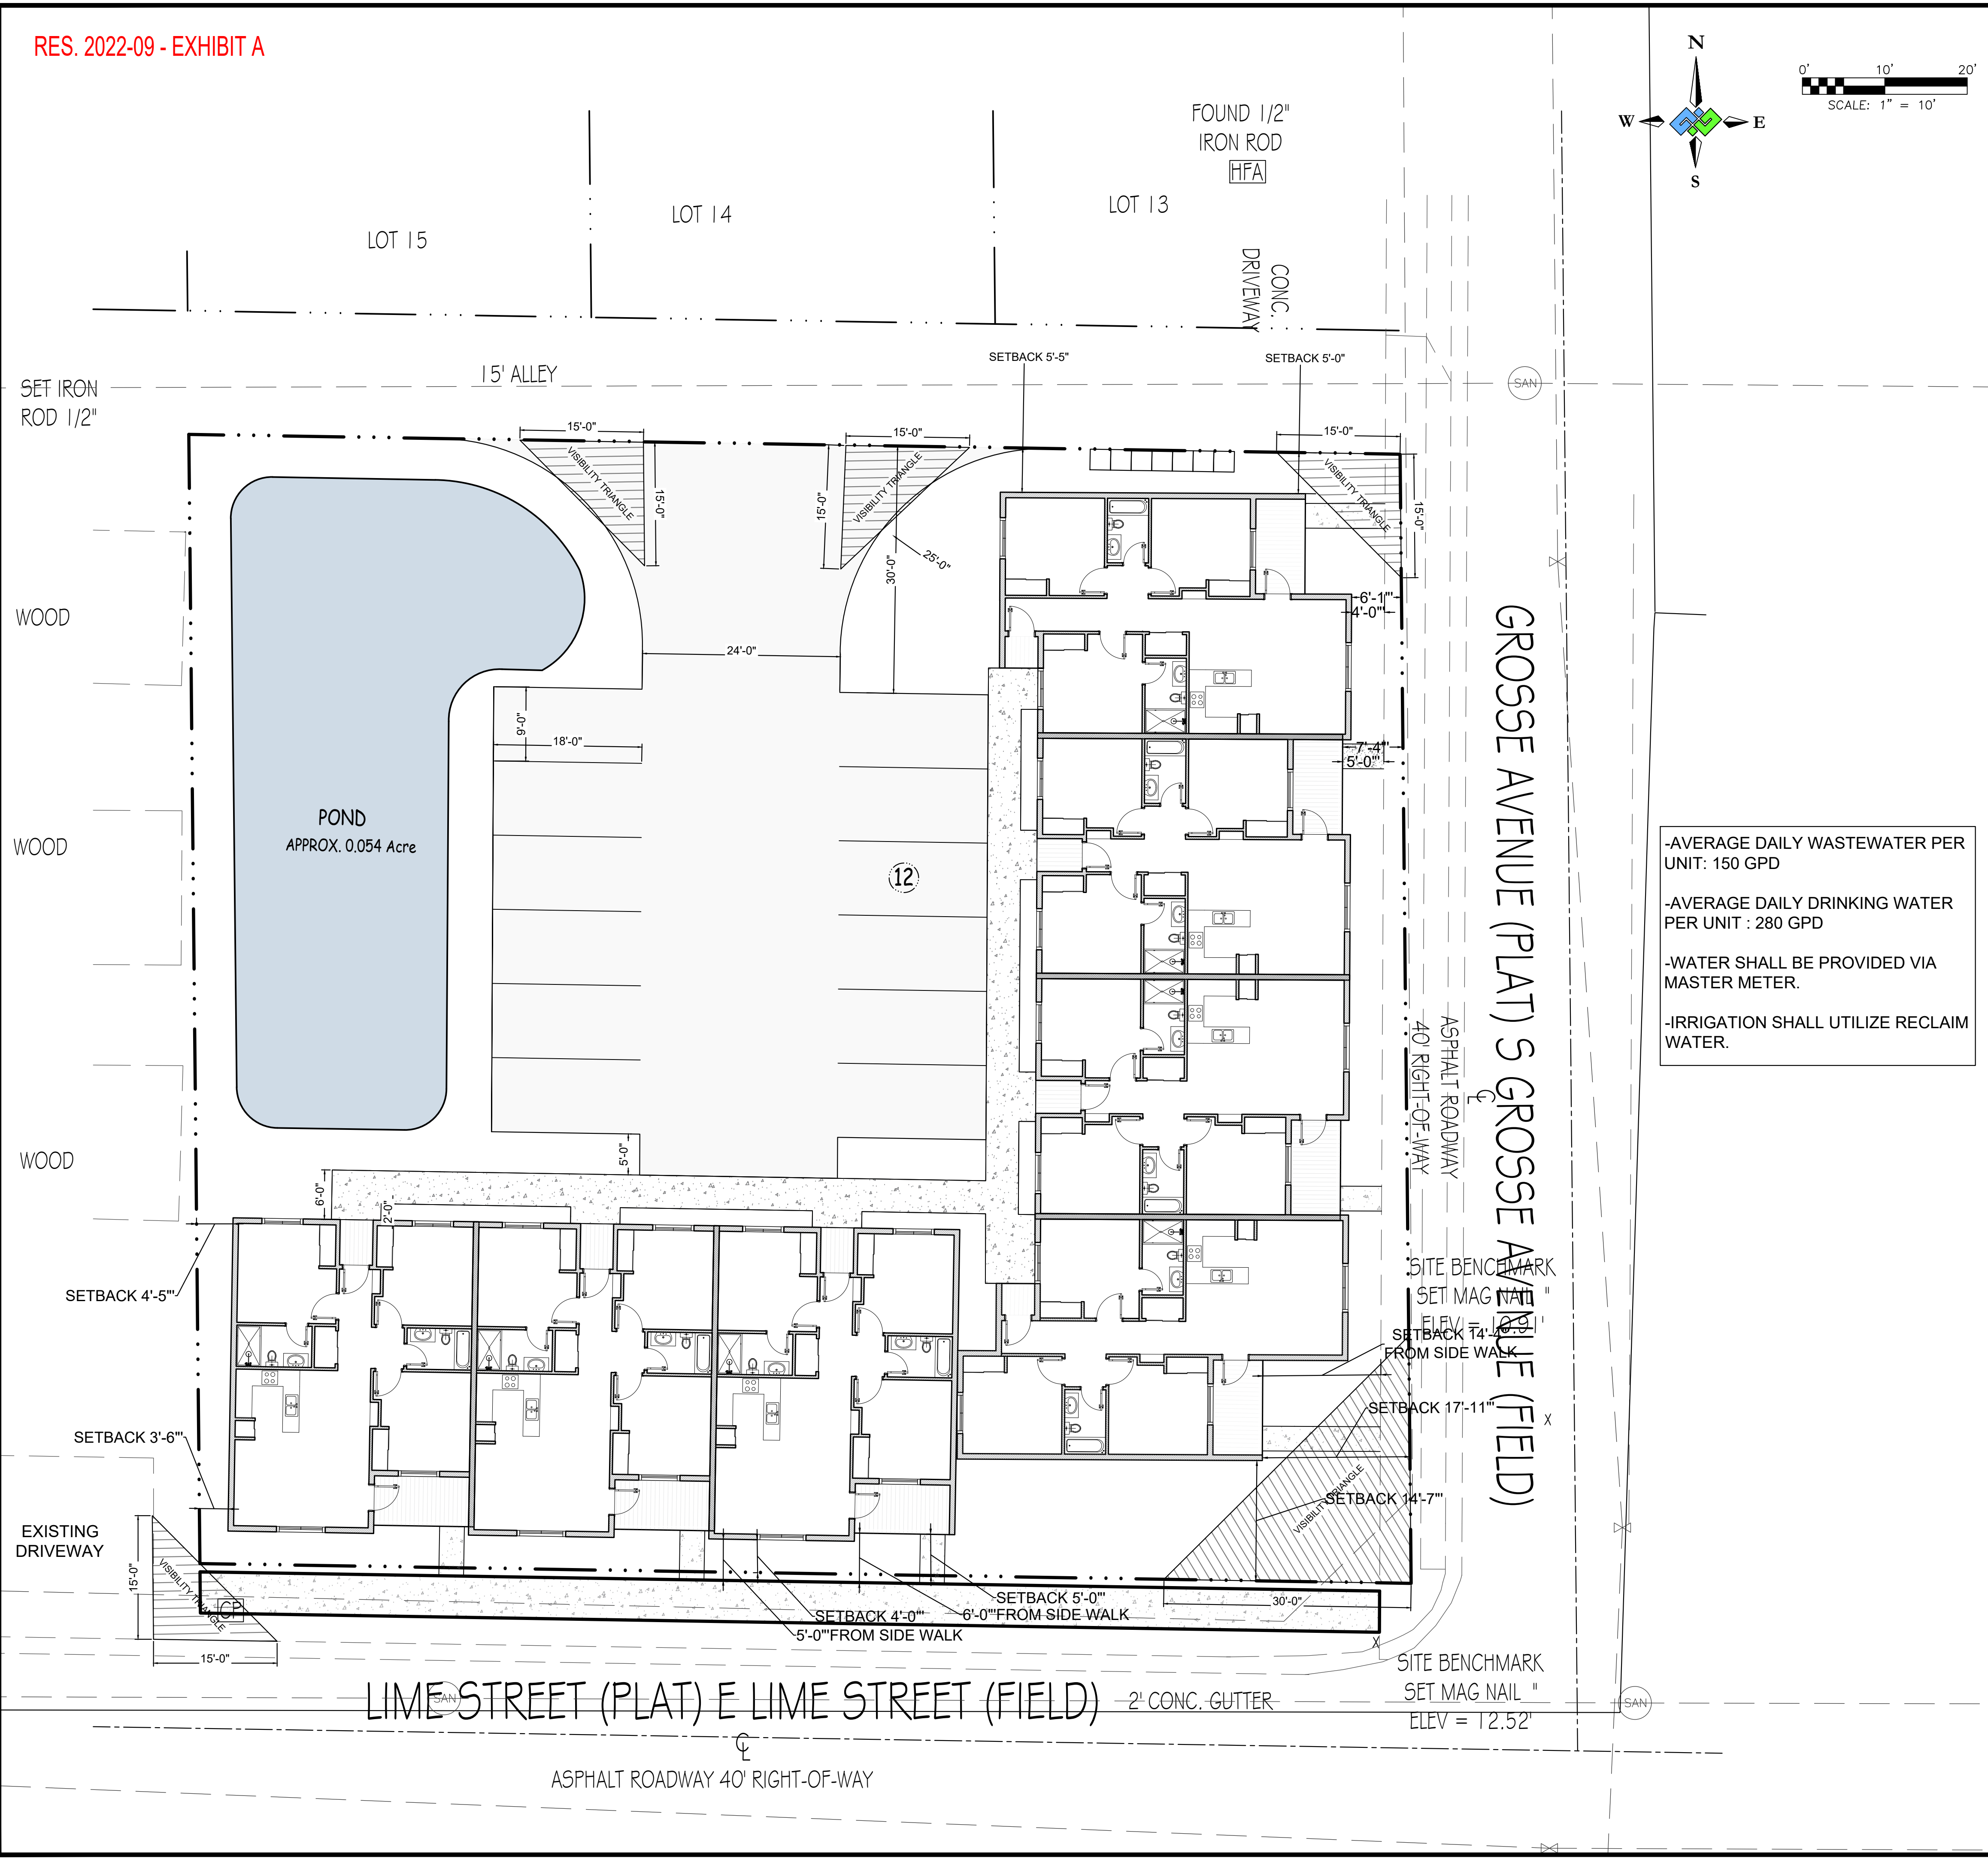 RES. 2022-09 - EXHIBIT A
N
W
E
S
0'
10'
20'
SCALE: 1" = 10'
FOUND 1/2"
IRON ROD
HFA
LOT 13
LOT 14
LOT 15
CONC.
DRIVEWAY
SETBACK 5'-5"
SETBACK 5'-0"
15' ALLEY
SET IRON
ROD 1/2"
SAN
15'-0"
15'-0"
15'-0"
VISIBILITY TRIANGLE
VISIBILITY TRIANGLE
VISIBILITY TRIANGLE
15'-0"
15'-0"
15'-0"
25'-0"
30'-0"
6'-1"'
4'-0"'
WOOD
24'-0"
9'-0"
18'-0"
7'-4"'
5'-0"'
POND
APPROX. 0.054 Acre
WOOD
12
GROSSE AVENUE (PLAT) S GROSSE AVENUE (FIELD)
-AVERAGE DAILY WASTEWATER PER
UNIT: 150 GPD
-AVERAGE DAILY DRINKING WATER
PER UNIT : 280 GPD
-WATER SHALL BE PROVIDED VIA
MASTER METER.
-IRRIGATION SHALL UTILIZE RECLAIM
WATER.
ASPHALT ROADWAY
40' RIGHT-OF-WAY
CL
WOOD
5'-0"
6'-0"
2'-0"
SETBACK 4'-5"'
SITE BENCHMARK
SET MAG NAIL "
SETBACK 14'-4"
FROM SIDE WALK
SETBACK 17'-11"'
X
SETBACK 3'-6"'
SETBACK 14'-7"'
VISIBILITY TRIANGLE
EXISTING
DRIVEWAY
15'-0"
VISIBILITY TRIANGLE
CP
SETBACK 5'-0"'
6'-0"'FROM SIDE WALK
SETBACK 4'-0"'
5'-0"'FROM SIDE WALK
30'-0"
X
15'-0"
SITE BENCHMARK
SET MAG NAIL "
ELEV = 12.52'
SAN
LIME STREET (PLAT) E LIME STREET (FIELD)
2' CONC. GUTTER
SAN
CL
ASPHALT ROADWAY 40' RIGHT-OF-WAY